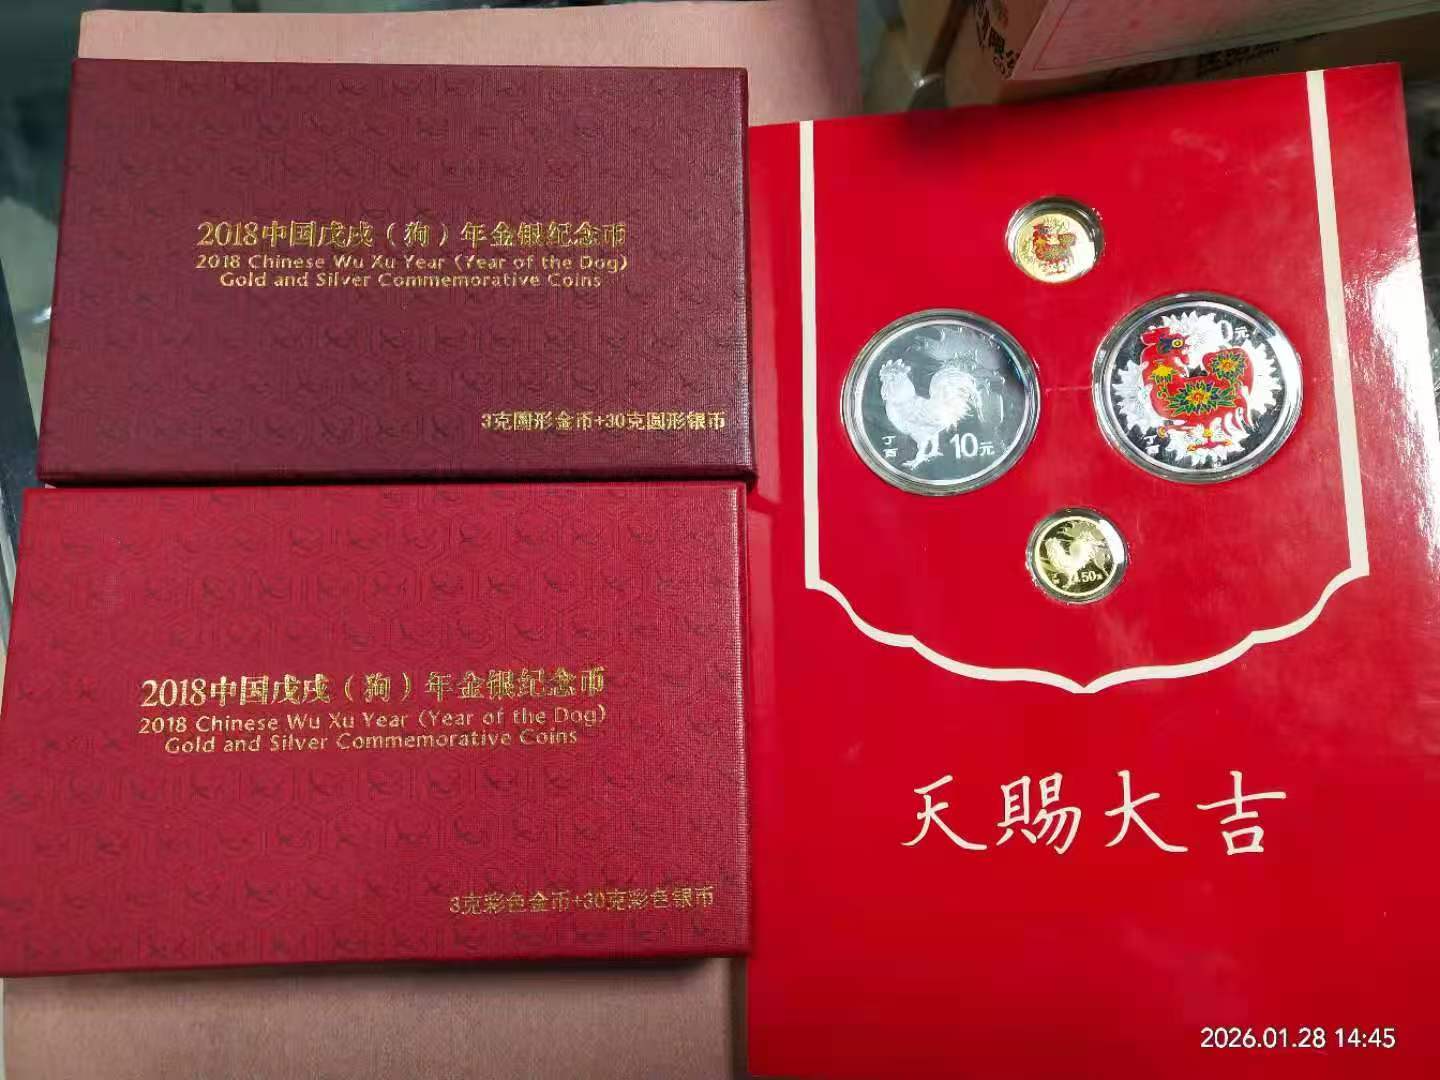 2018中国戊戌（狗）年金银纪念币
2018 Chinese Wu Xu Year (Year of the Dog)
Gold and Silver Commemorative Coins
3克圆形金币+30克圆形银币
2018中国戊戌（狗）年金银纪念币
2018 Chinese Wu Xu Year (Year of the Dog)
Gold and Silver Commemorative Coins
3克彩色金币+30克彩色银币
丁酉
10元
0元
丁酉
50元
天賜大吉
2026.01.28 14:45